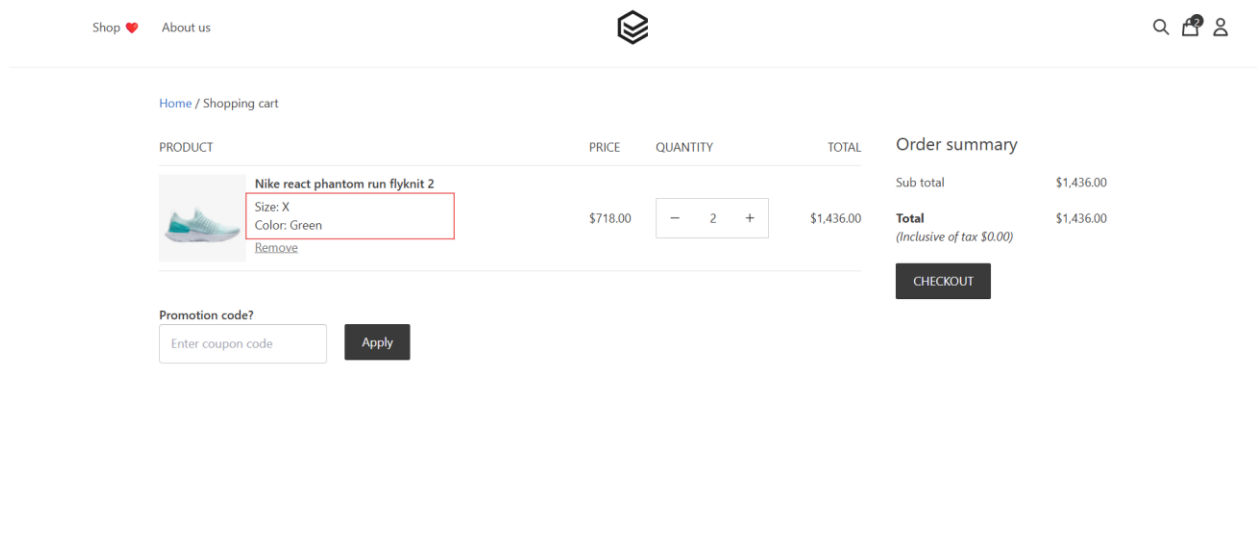 Shop ❤️ About us
2
Home / Shopping cart
PRODUCT PRICE QUANTITY TOTAL
Nike react phantom run flyknit 2
Size: X
Color: Green
Remove
$718.00 − 2 + $1,436.00
Promotion code?
Enter coupon code Apply
Order summary
Sub total $1,436.00
Total $1,436.00
(Inclusive of tax $0.00)
CHECKOUT